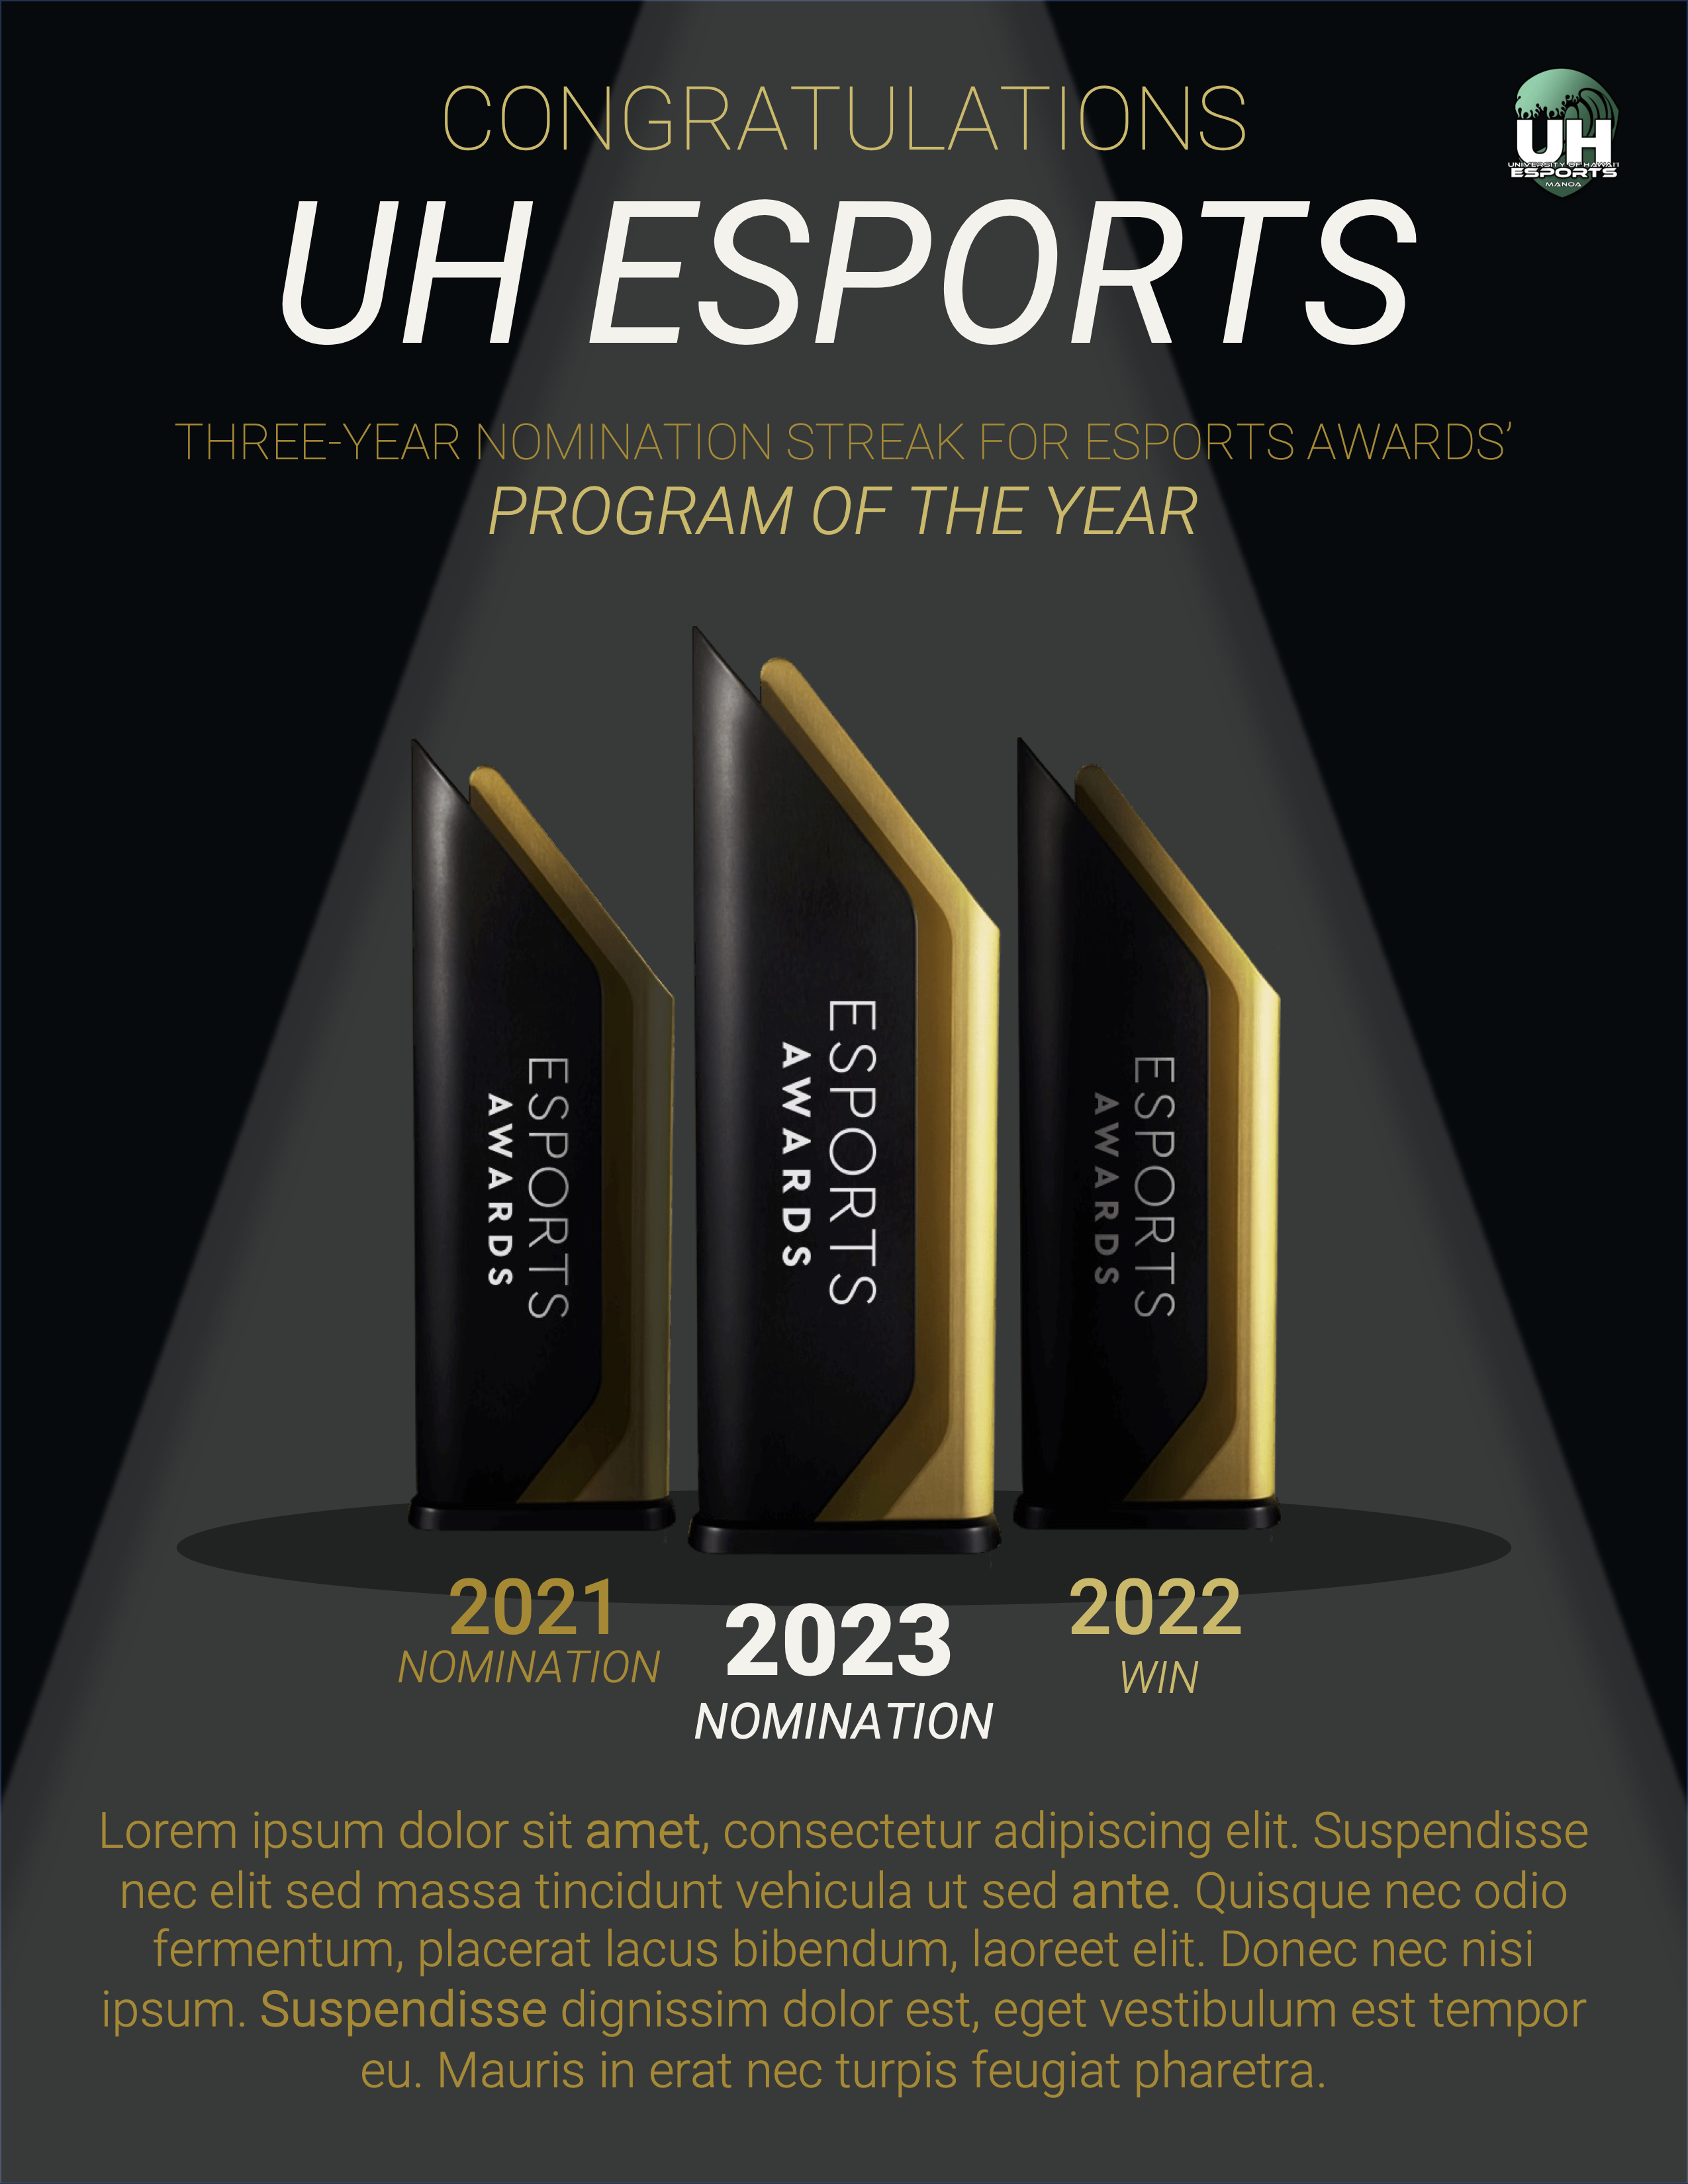 CONGRATULATIONS
UH ESPORTS
UH
UNIVERSITY OF HAWAI'I
ESPORTS
MĀNOA
THREE-YEAR NOMINATION STREAK FOR ESPORTS AWARDS’
PROGRAM OF THE YEAR
ESPORTS
AWARDS
ESPORTS
AWARDS
ESPORTS
AWARDS
2021
NOMINATION
2023
NOMINATION
2022
WIN
Lorem ipsum dolor sit amet, consectetur adipiscing elit. Suspendisse
nec elit sed massa tincidunt vehicula ut sed ante. Quisque nec odio
fermentum, placerat lacus bibendum, laoreet elit. Donec nec nisi
ipsum. Suspendisse dignissim dolor est, eget vestibulum est tempor
eu. Mauris in erat nec turpis feugiat pharetra.